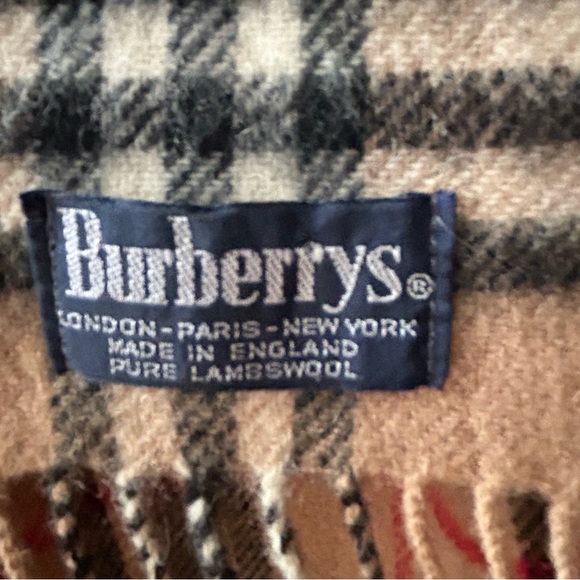 Burberrys®
LONDON-PARIS-NEW YORK
MADE IN ENGLAND
PURE LAMBSWOOL